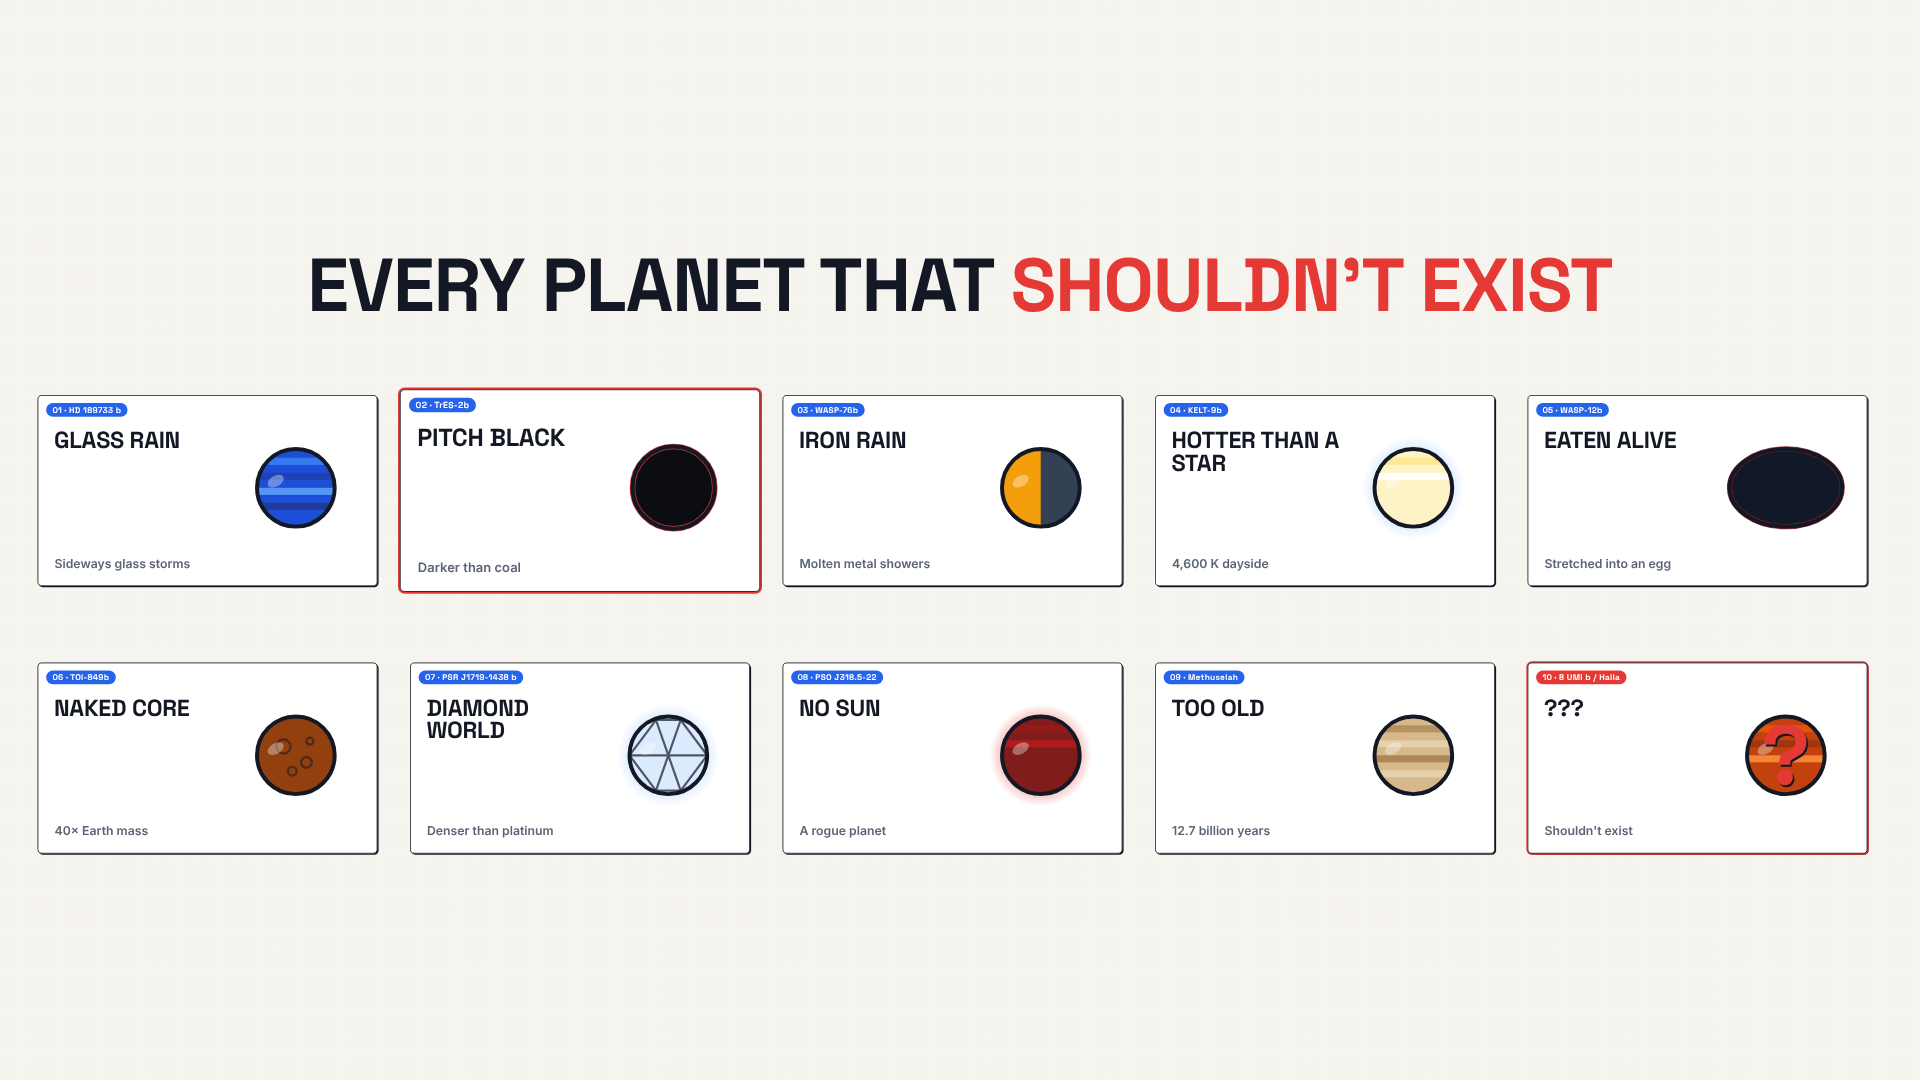 EVERY PLANET THAT SHOULDN’T EXIST
01 · HD 189733 b
GLASS RAIN
Sideways glass storms
02 · TrES-2b
PITCH BLACK
Darker than coal
03 · WASP-76b
IRON RAIN
Molten metal showers
04 · KELT-9b
HOTTER THAN A
STAR
4,600 K dayside
05 · WASP-12b
EATEN ALIVE
Stretched into an egg
06 · TOI-849b
NAKED CORE
40× Earth mass
07 · PSR J1719-1438 b
DIAMOND
WORLD
Denser than platinum
08 · PSO J318.5-22
NO SUN
A rogue planet
09 · Methuselah
TOO OLD
12.7 billion years
10 · 8 UMi b / Halla
???
?
Shouldn't exist